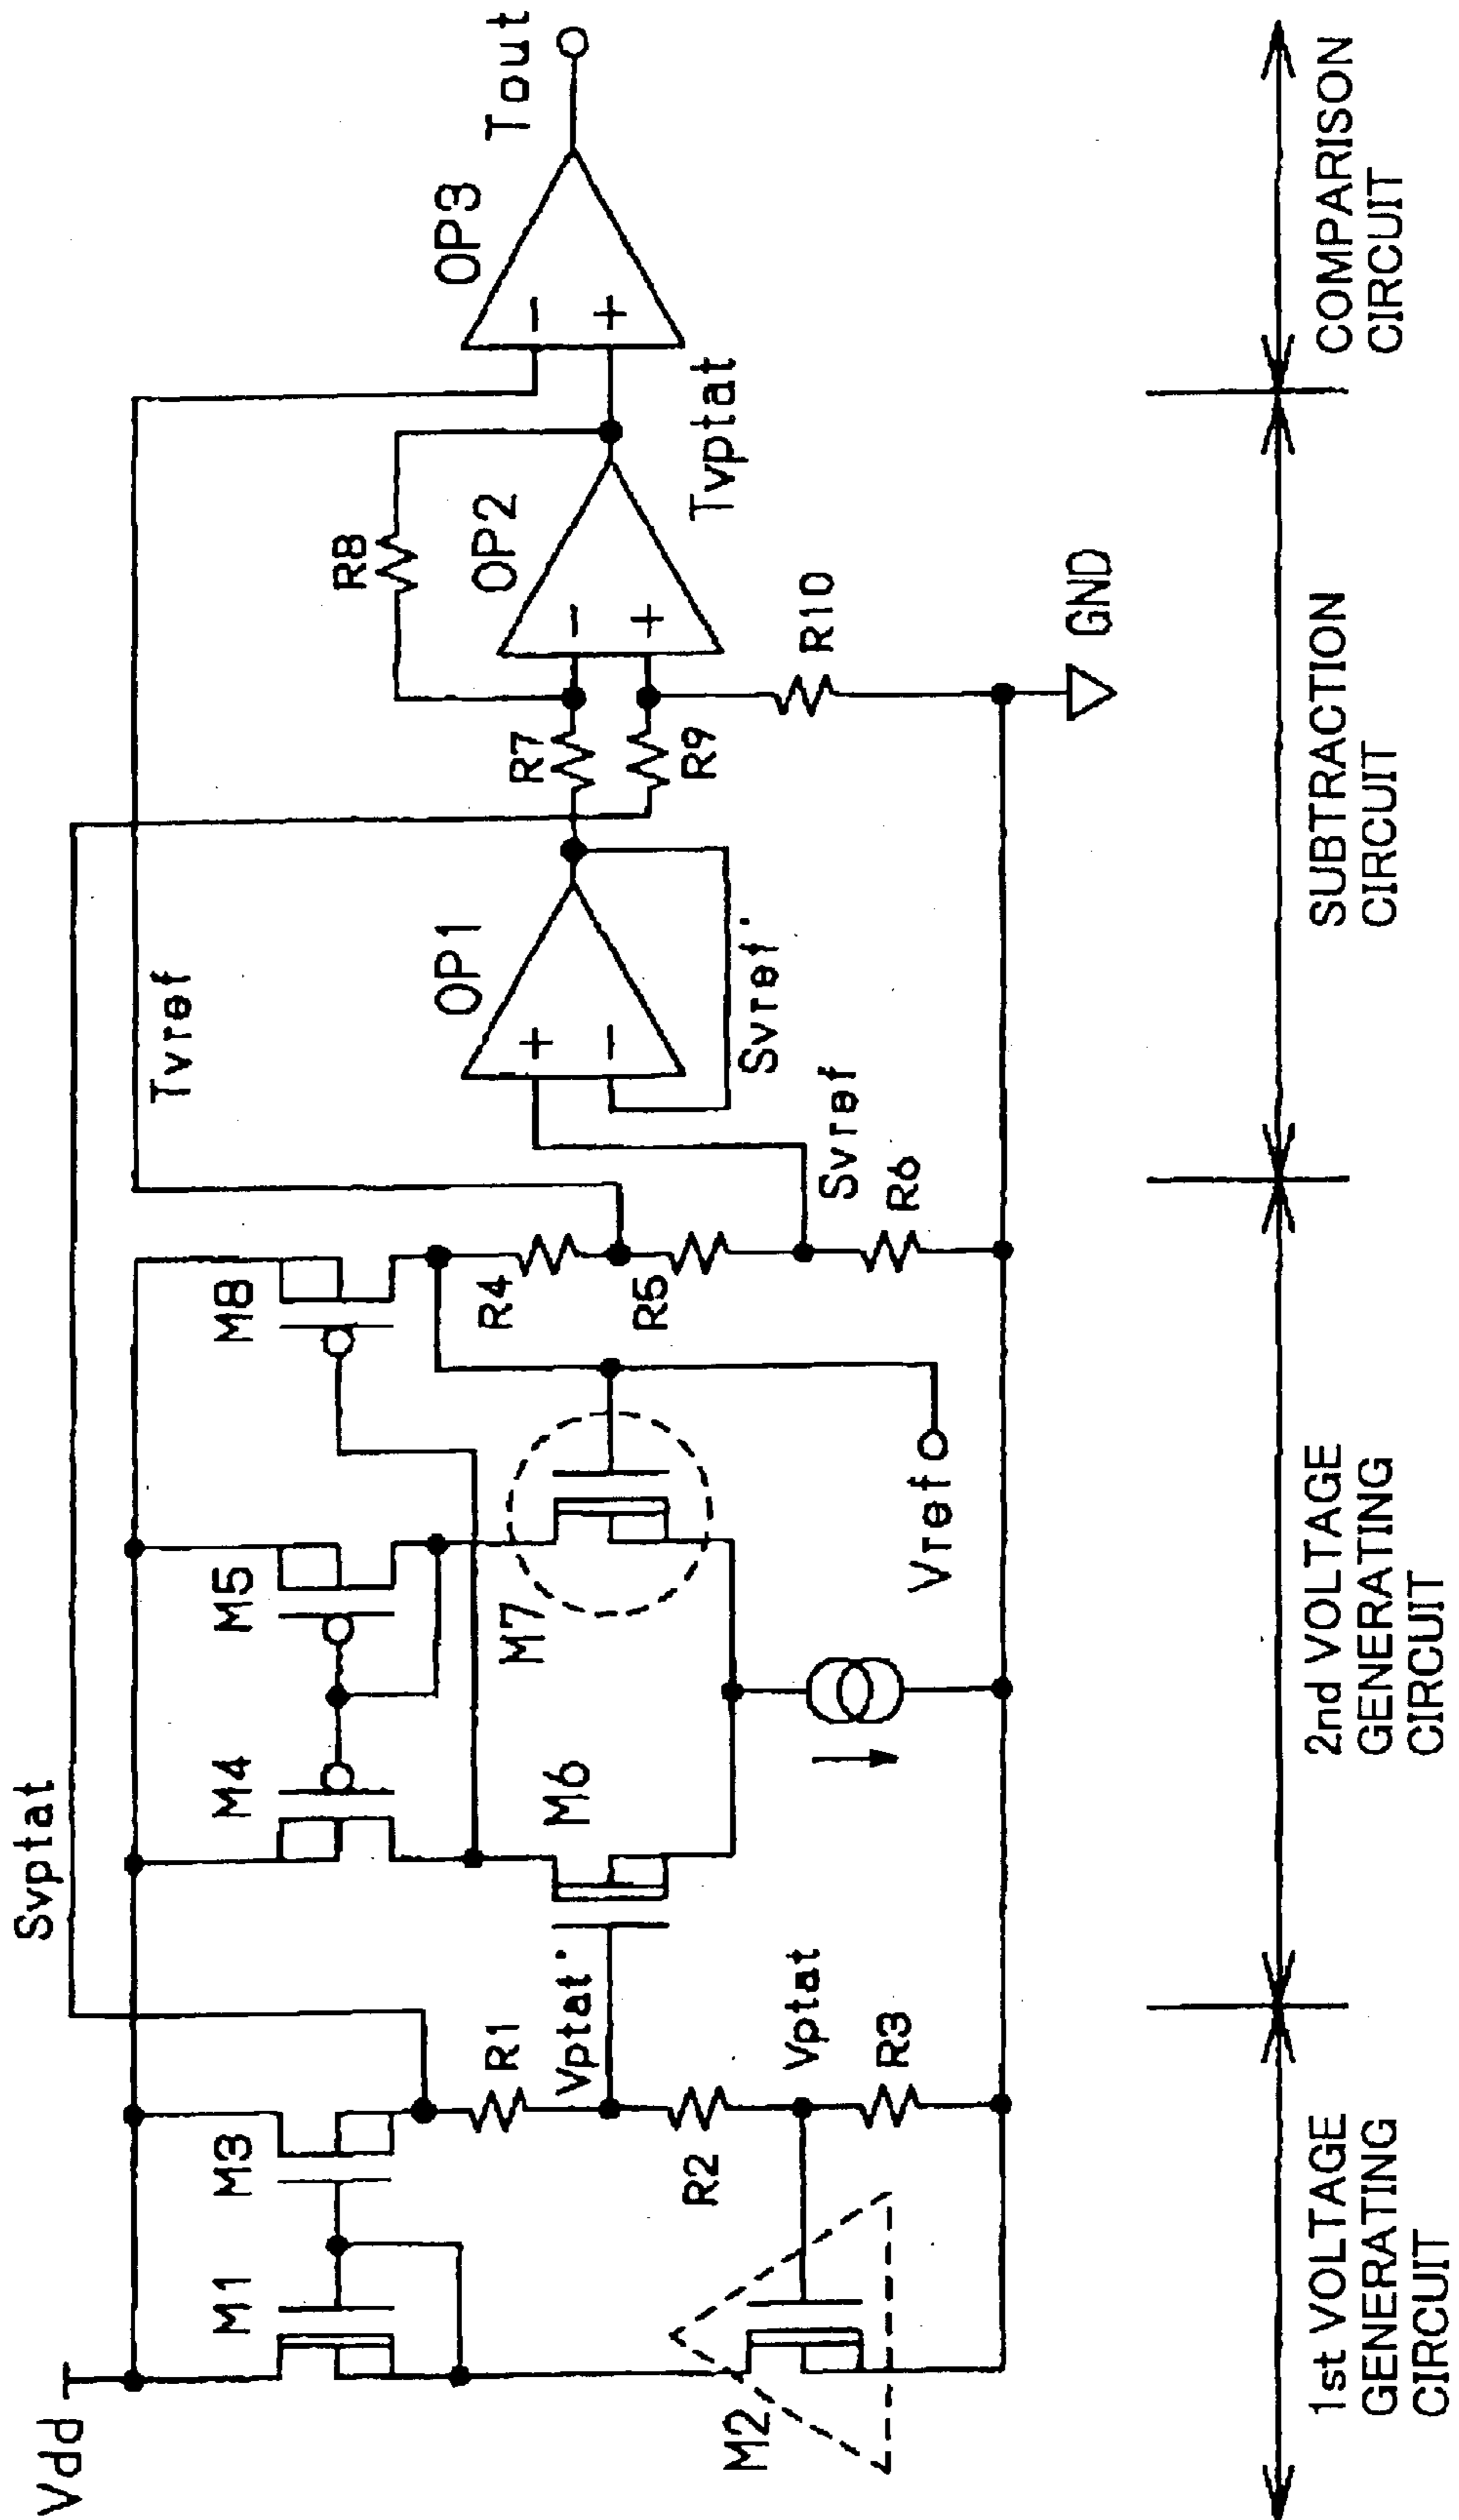 Vdd
Svptat
Tvref
M1
M3
M4
M5
M8
R8
OP3
Tout
OP1
OP2
R1
R4
R7
Vptat'
M6
M7
R5
R9
Tvptat
M2
R2
Vptat
Svref'
Svref
R10
R3
Vref
R6
GND
1st VOLTAGE
GENERATING
CIRCUIT
2nd VOLTAGE
GENERATING
CIRCUIT
SUBTRACTION
CIRCUIT
COMPARISON
CIRCUIT
+
−
−
+
−
+